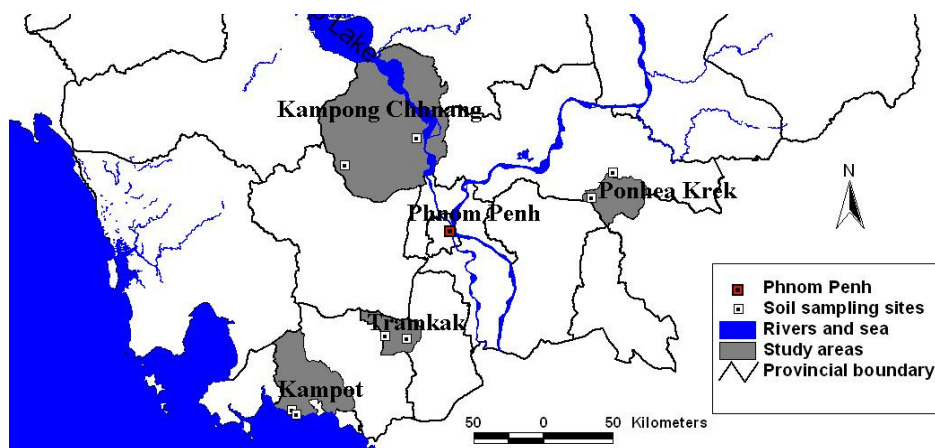 Lake
Kampong Chhnang
Ponhea Krek
Phnom Penh
N
Tramkak
Kampot
Phnom Penh
Soil sampling sites
Rivers and sea
Study areas
Provincial boundary
50 0 50 Kilometers